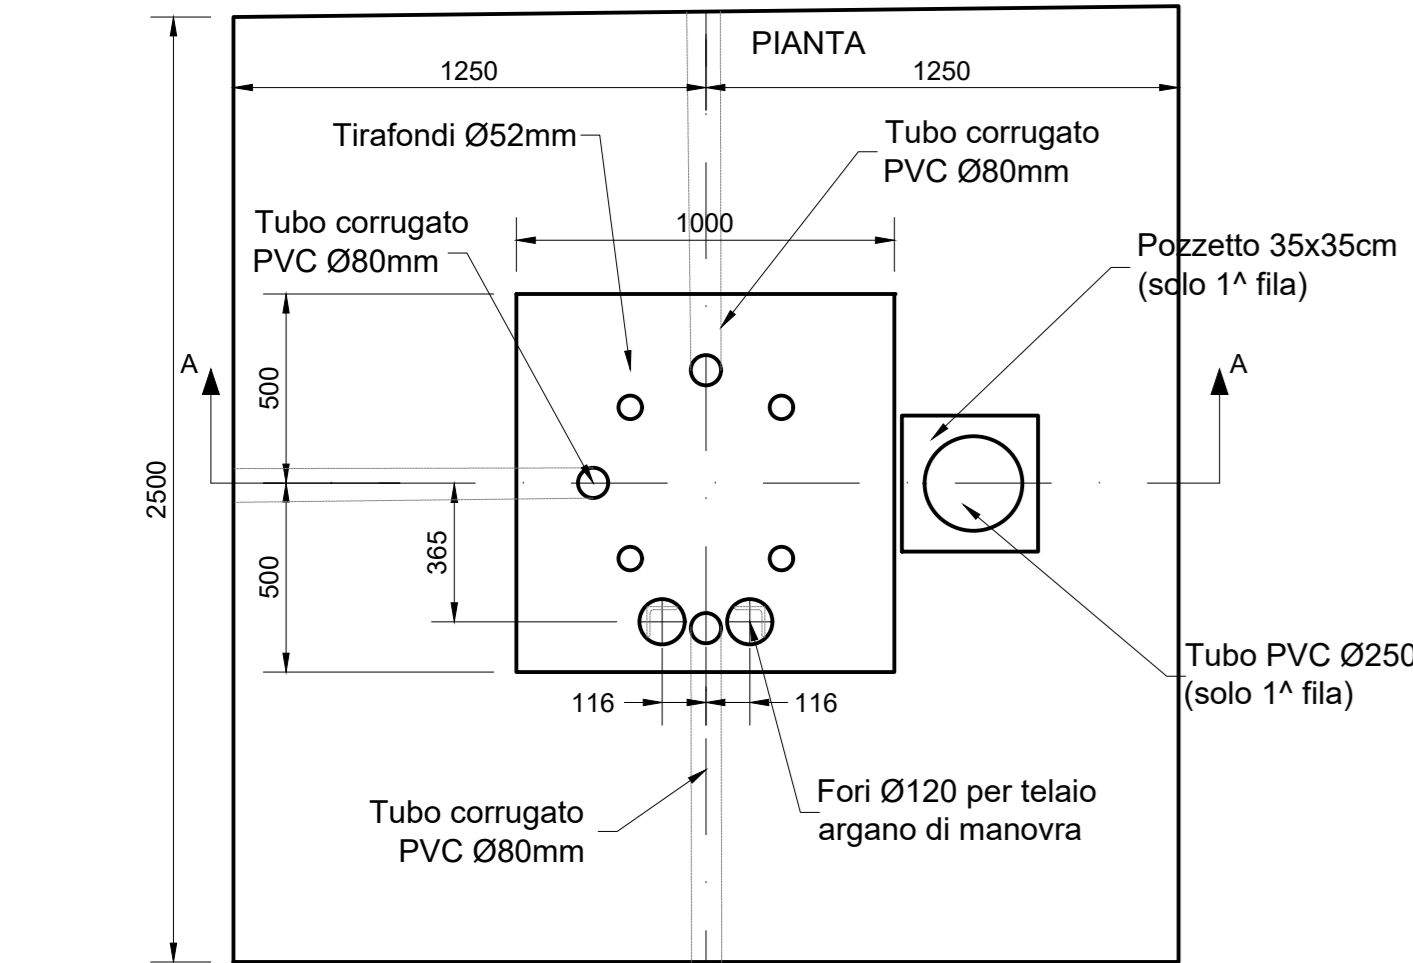 PIANTA
1250
1250
Tirafondi Ø52mm
Tubo corrugato
PVC Ø80mm
Tubo corrugato
PVC Ø80mm
1000
Pozzetto 35x35cm
(solo 1^ fila)
A
A
500
2500
365
500
116
116
Tubo PVC Ø250
(solo 1^ fila)
Tubo corrugato
PVC Ø80mm
Fori Ø120 per telaio
argano di manovra